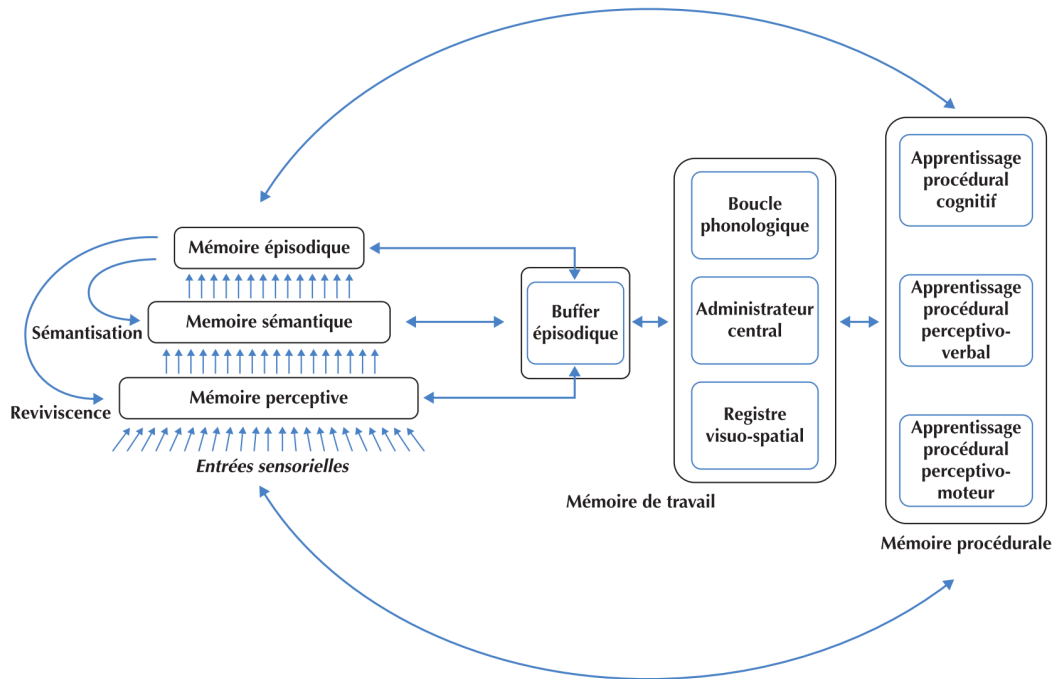 Mémoire épisodique
Sémantisation
Memoire sémantique
Reviviscence
Mémoire perceptive
Entrées sensorielles
Buffer
épisodique
Boucle
phonologique
Administrateur
central
Registre
visuo-spatial
Mémoire de travail
Apprentissage
procédural
cognitif
Apprentissage
procédural
perceptivo-
verbal
Apprentissage
procédural
perceptivo-
moteur
Mémoire procédurale